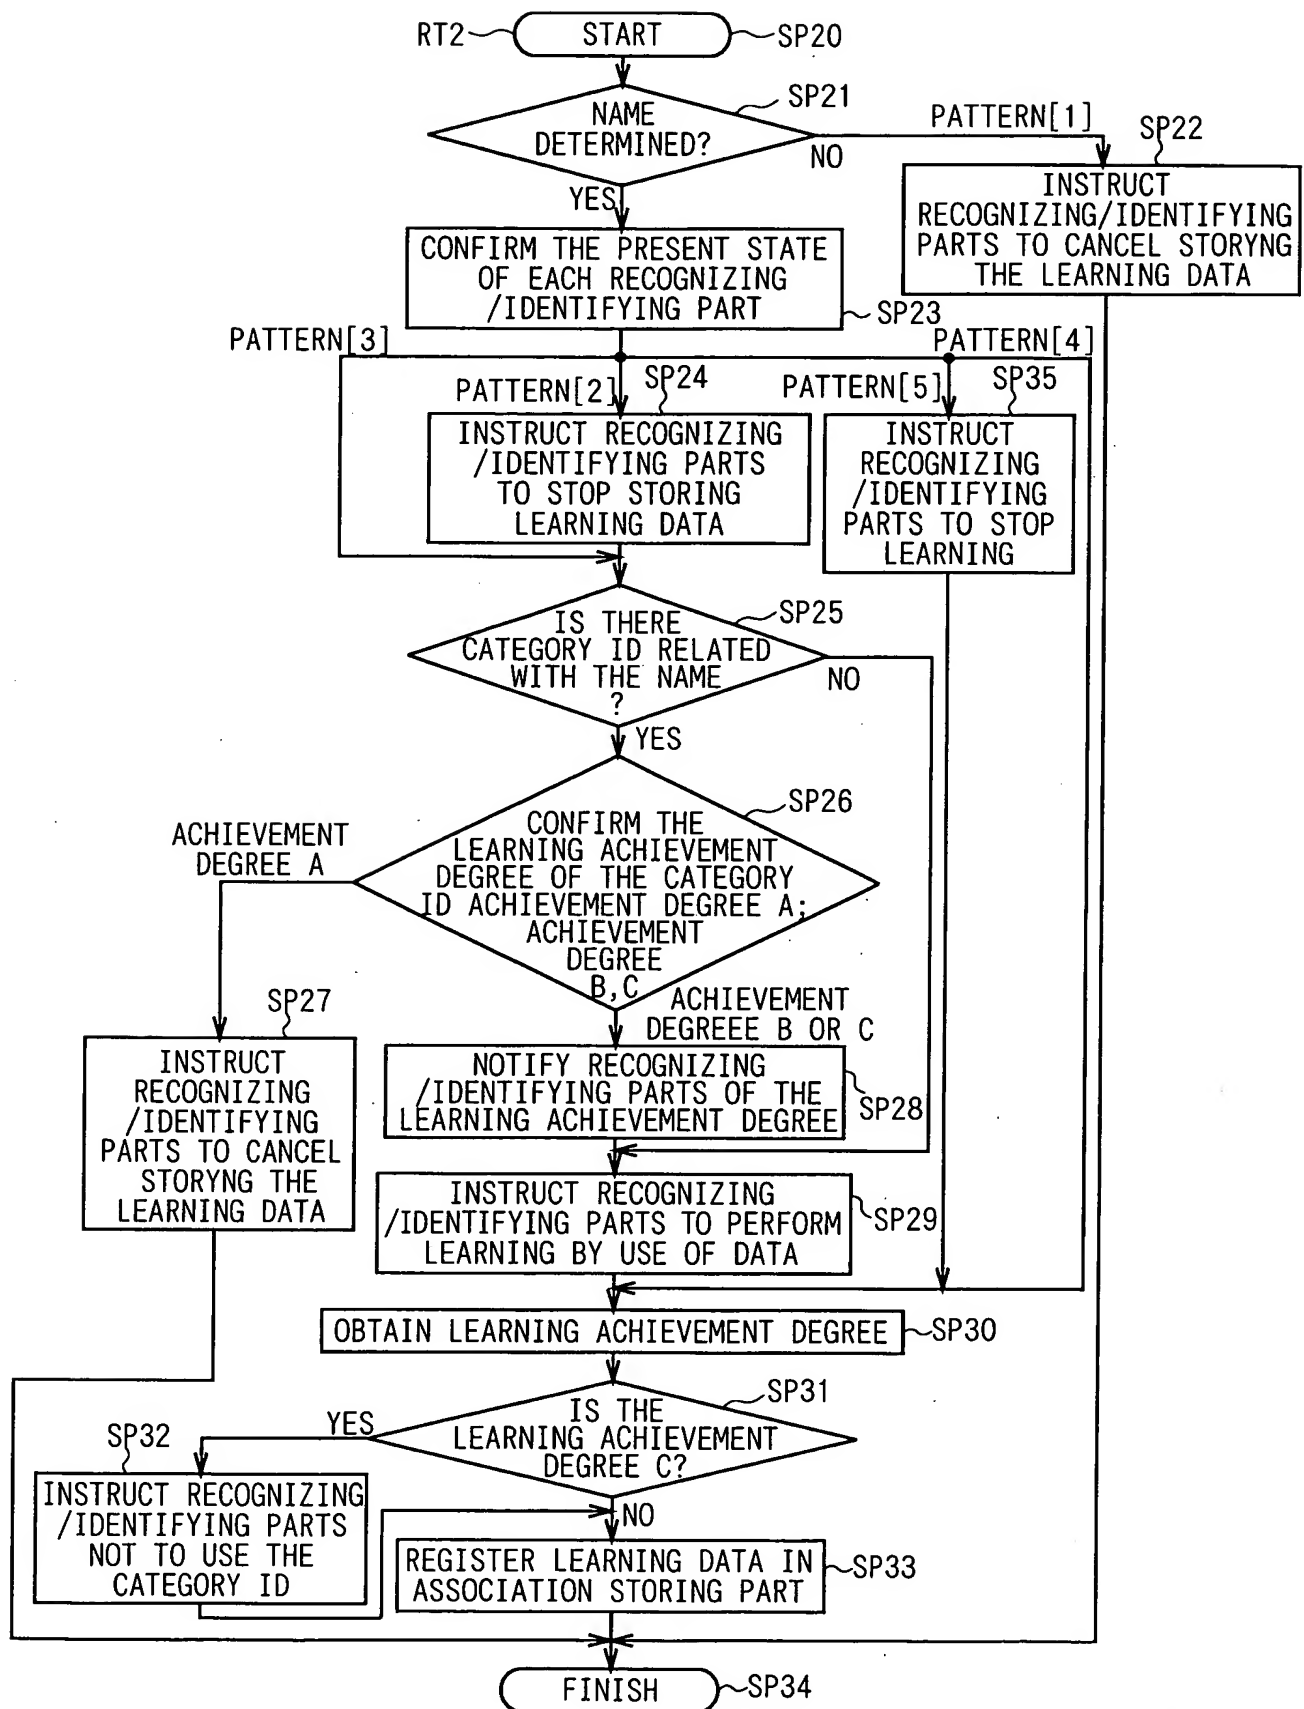 RT2
START
SP20
NAME
DETERMINED?
SP21
PATTERN[1]
NO
SP22
INSTRUCT
RECOGNIZING/IDENTIFYING
PARTS TO CANCEL STORYNG
THE LEARNING DATA
YES
CONFIRM THE PRESENT STATE
OF EACH RECOGNIZING
/IDENTIFYING PART
SP23
PATTERN[3]
PATTERN[4]
PATTERN[2]
SP24
PATTERN[5]
SP35
INSTRUCT RECOGNIZING
/IDENTIFYING PARTS
TO STOP STORING
LEARNING DATA
INSTRUCT
RECOGNIZING
/IDENTIFYING
PARTS TO STOP
LEARNING
IS THERE
CATEGORY ID RELATED
WITH THE NAME
?
SP25
NO
YES
SP26
CONFIRM THE
LEARNING ACHIEVEMENT
DEGREE OF THE CATEGORY
ID ACHIEVEMENT DEGREE A;
ACHIEVEMENT
DEGREE
B,C
ACHIEVEMENT
DEGREE A
ACHIEVEMENT
DEGREEE B OR C
SP27
INSTRUCT
RECOGNIZING
/IDENTIFYING
PARTS TO CANCEL
STORYNG THE
LEARNING DATA
NOTIFY RECOGNIZING
/IDENTIFYING PARTS OF THE
LEARNING ACHIEVEMENT DEGREE
SP28
INSTRUCT RECOGNIZING
/IDENTIFYING PARTS TO PERFORM
LEARNING BY USE OF DATA
SP29
OBTAIN LEARNING ACHIEVEMENT DEGREE
SP30
IS THE
LEARNING ACHIEVEMENT
DEGREE C?
SP31
YES
SP32
INSTRUCT RECOGNIZING
/IDENTIFYING PARTS
NOT TO USE THE
CATEGORY ID
NO
REGISTER LEARNING DATA IN
ASSOCIATION STORING PART
SP33
FINISH
SP34